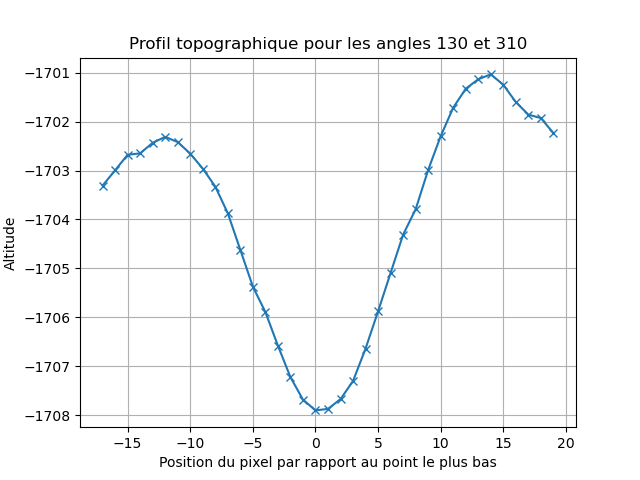 Profil topographique pour les angles 130 et 310
−1701
−1702
−1703
−1704
−1705
−1706
−1707
−1708
Altitude
−15 −10 −5 0 5 10 15 20
Position du pixel par rapport au point le plus bas